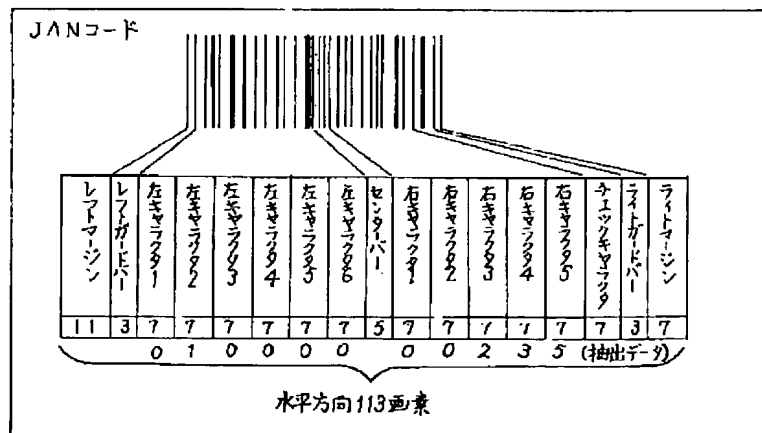 JANコード
レフトマージン
レフトガードバー
左キャラクタ1
左キャラクタ2
左キャラクタ3
左キャラクタ4
左キャラクタ5
左キャラクタ6
センターバー
右キャラクタ1
右キャラクタ2
右キャラクタ3
右キャラクタ4
右キャラクタ5
チェックキャラクタ
ライトガードバー
ライトマージン
11 3 7 7 7 7 7 7 5 7 7 7 7 7 7 3 7
0 1 0 0 0 0 0 0 2 3 5 (抽出データ)
水平方向113画素